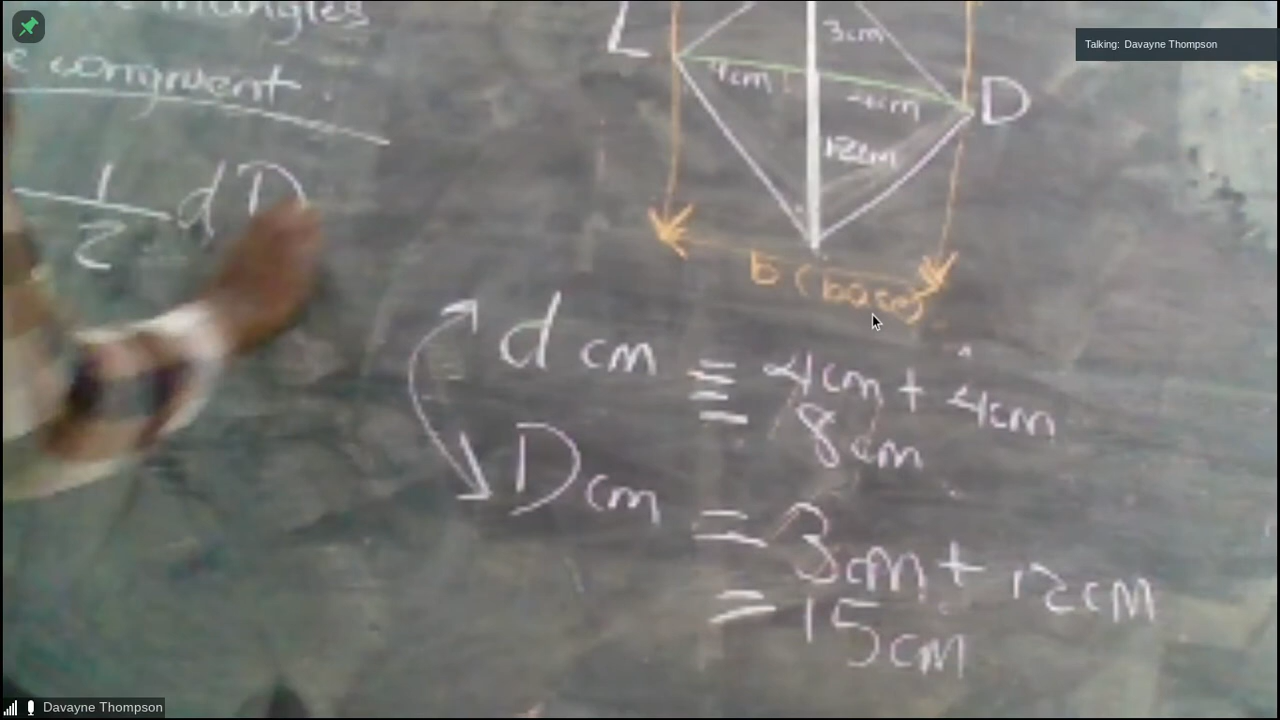 triangles
e congruent.
1
2
d D
L
3cm
4cm
4cm
D
12cm
b (base)
d cm = 4cm + 4cm
= 8cm
D cm = 3cm + 12cm
= 15cm
Talking: Davayne Thompson
Davayne Thompson